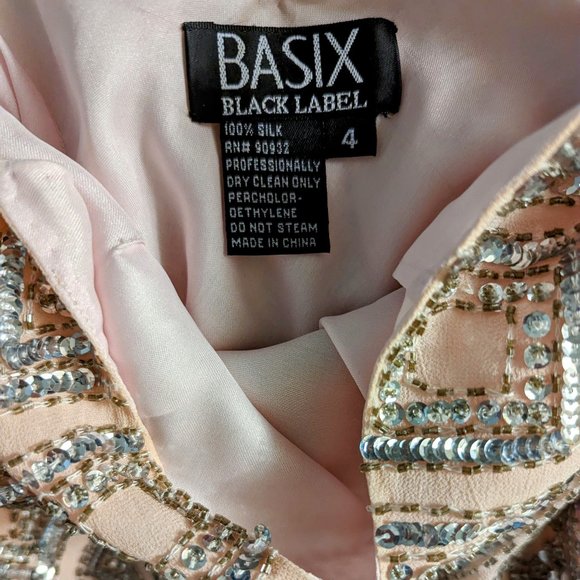 BASIX
BLACK LABEL
100% SILK
RN# 90932
PROFESSIONALLY
DRY CLEAN ONLY
PERCHOLOR-
OETHYLENE
DO NOT STEAM
MADE IN CHINA
4